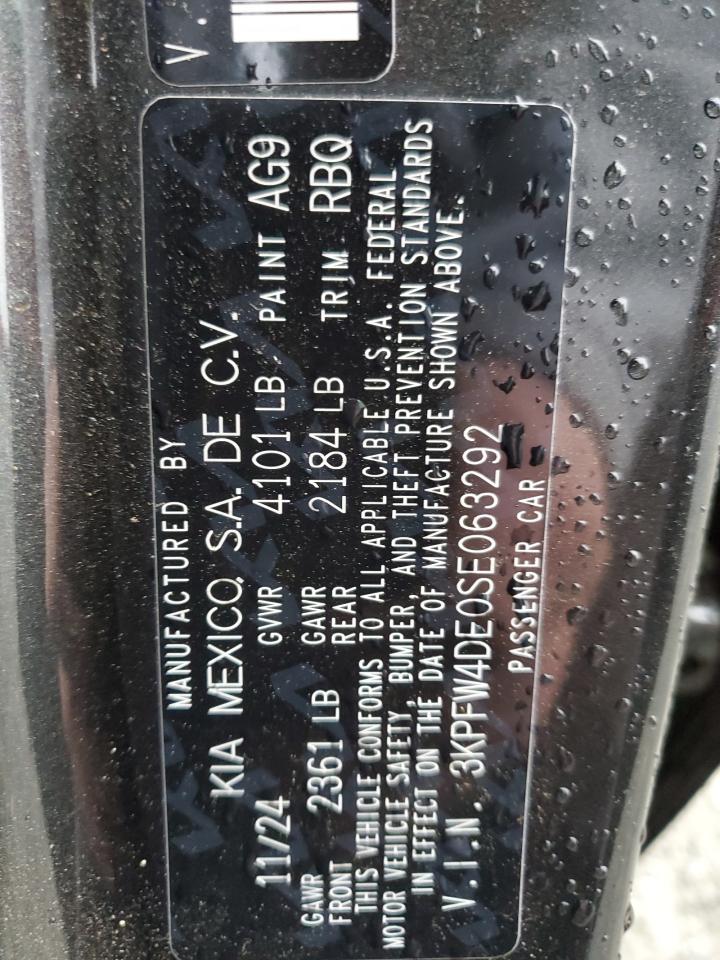 V.
MANUFACTURED BY
KIA MEXICO, S.A. DE C.V.
11/24 GVWR 4101 LB PAINT AG9
GAWR FRONT 2361 LB GAWR REAR 2184 LB TRIM RBQ
THIS VEHICLE CONFORMS TO ALL APPLICABLE U.S.A. FEDERAL
MOTOR VEHICLE SAFETY, BUMPER, AND THEFT PREVENTION STANDARDS
IN EFFECT ON THE DATE OF MANUFACTURE SHOWN ABOVE.
V.I.N. 3KPFW4DE0SE063292
PASSENGER CAR